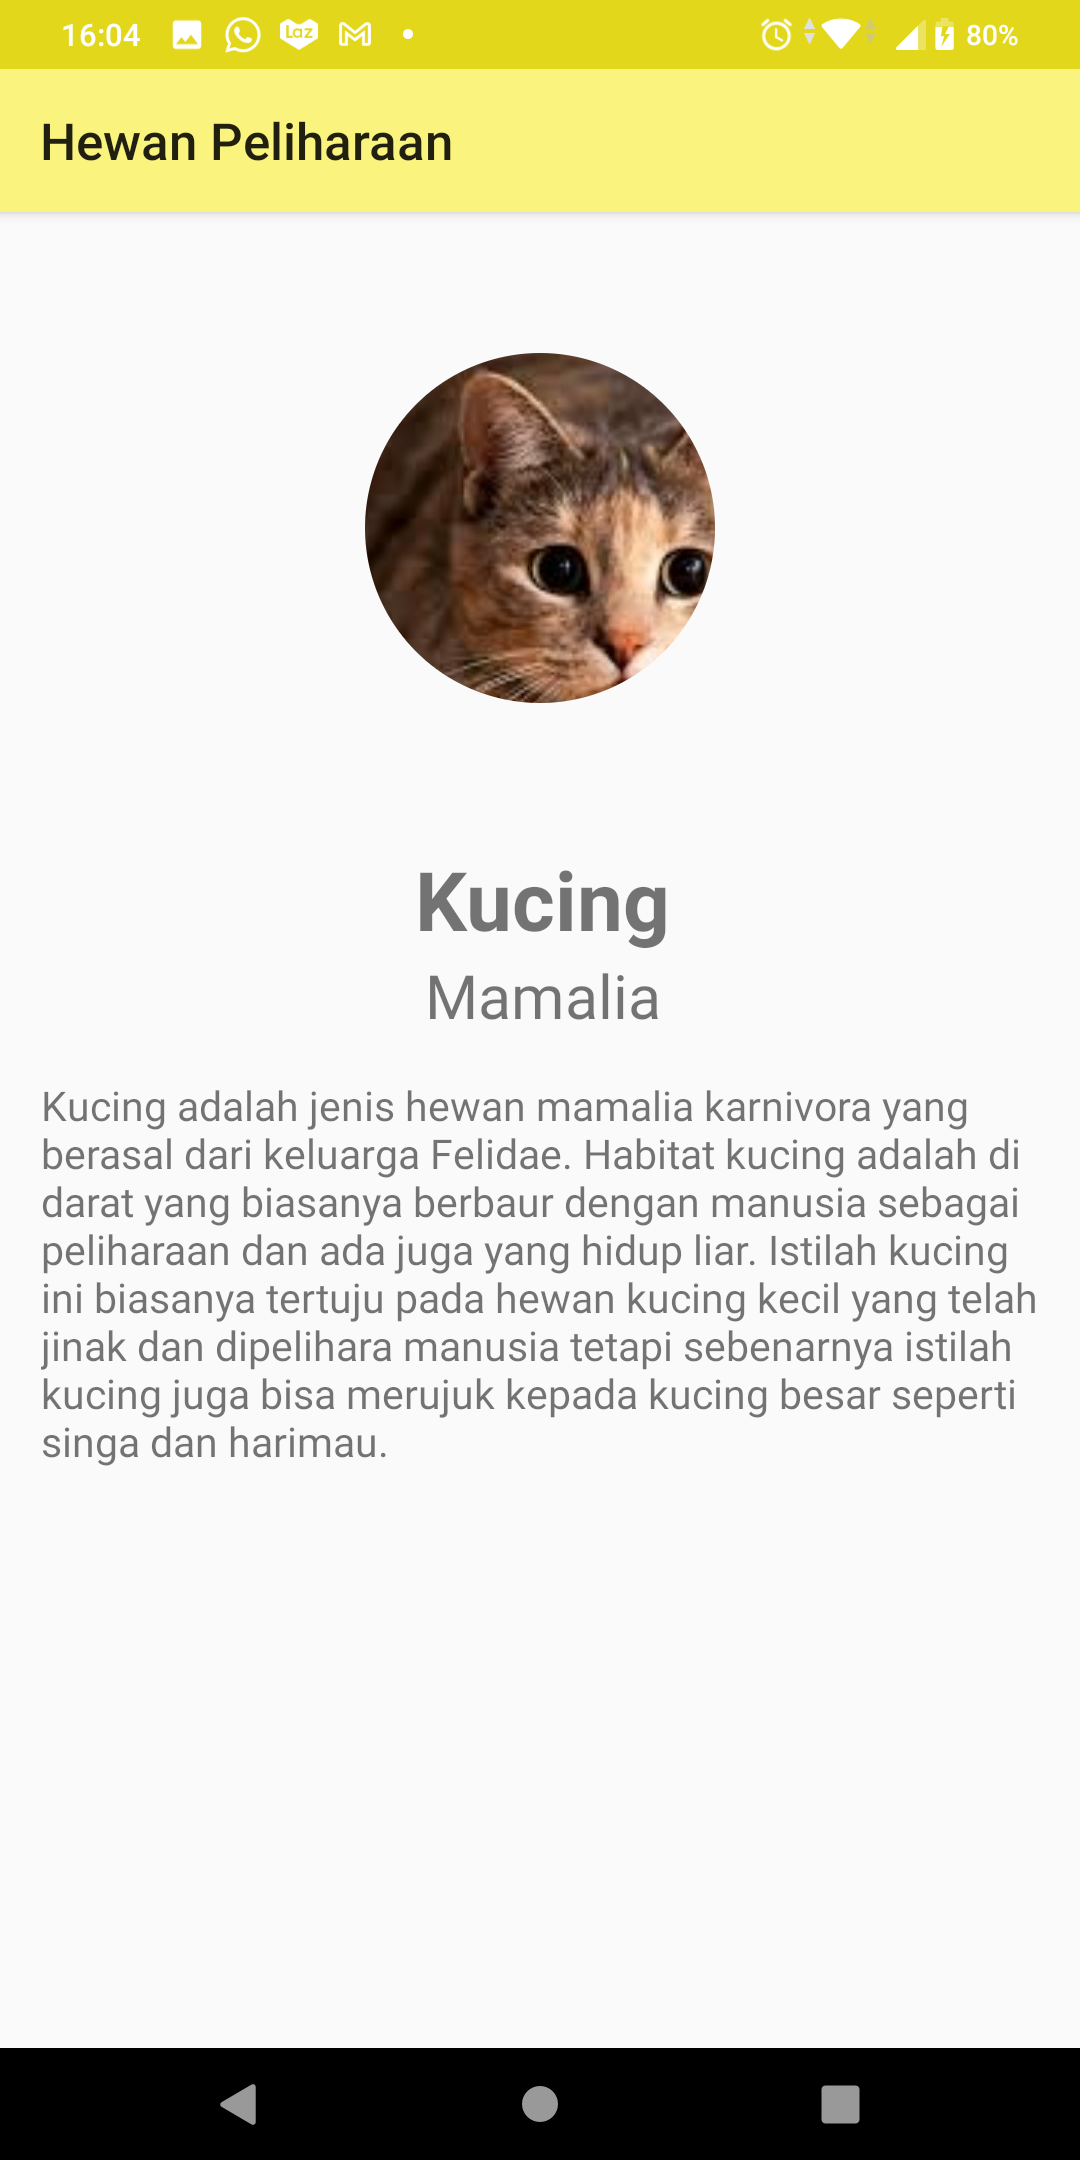 16:04
Laz
80%
Hewan Peliharaan
Kucing
Mamalia
Kucing adalah jenis hewan mamalia karnivora yang
berasal dari keluarga Felidae. Habitat kucing adalah di
darat yang biasanya berbaur dengan manusia sebagai
peliharaan dan ada juga yang hidup liar. Istilah kucing
ini biasanya tertuju pada hewan kucing kecil yang telah
jinak dan dipelihara manusia tetapi sebenarnya istilah
kucing juga bisa merujuk kepada kucing besar seperti
singa dan harimau.